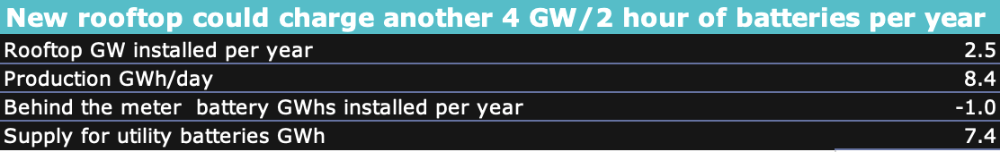 New rooftop could charge another 4 GW/2 hour of batteries per year
Rooftop GW installed per year 2.5
Production GWh/day 8.4
Behind the meter  battery GWhs installed per year -1.0
Supply for utility batteries GWh 7.4